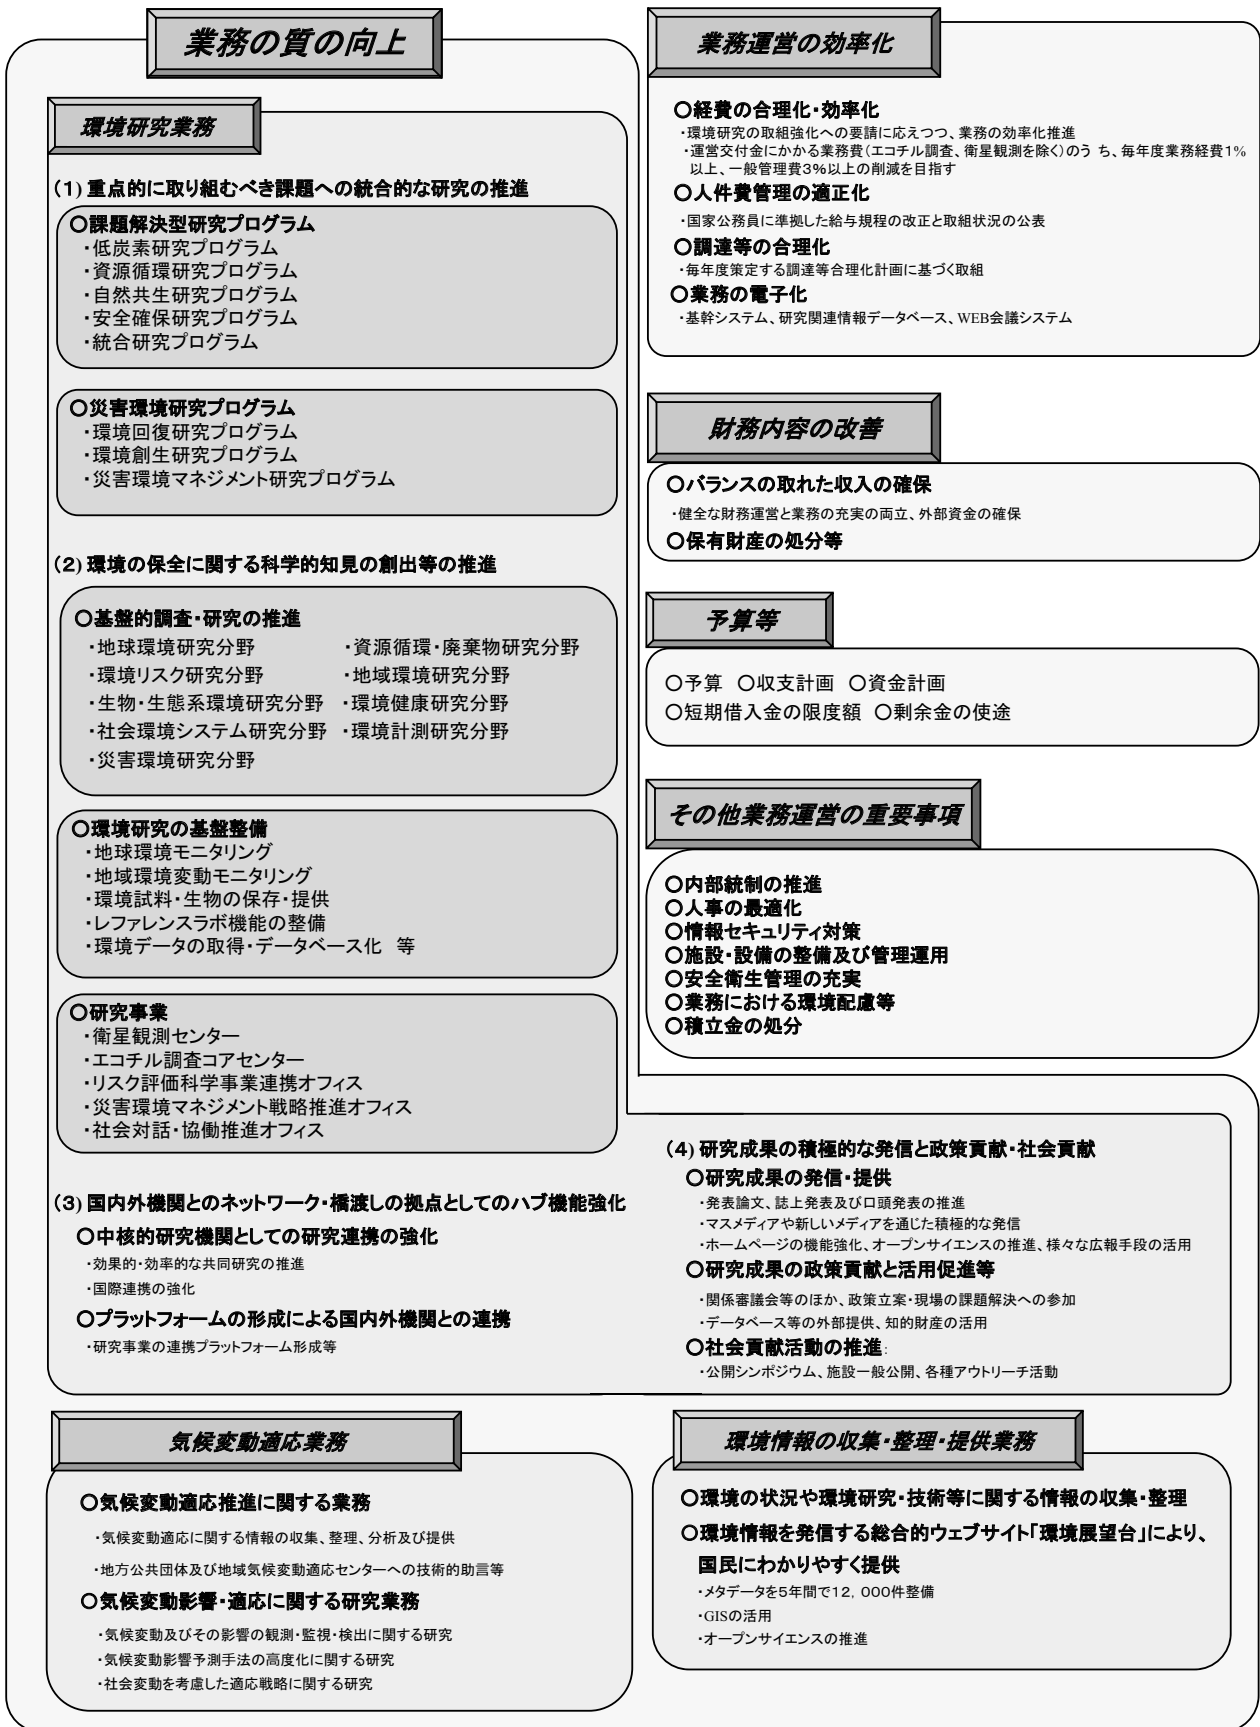 業務の質の向上
環境研究業務
(1) 重点的に取り組むべき課題への統合的な研究の推進
○課題解決型研究プログラム
・低炭素研究プログラム
・資源循環研究プログラム
・自然共生研究プログラム
・安全確保研究プログラム
・統合研究プログラム
○災害環境研究プログラム
・環境回復研究プログラム
・環境創生研究プログラム
・災害環境マネジメント研究プログラム
(2) 環境の保全に関する科学的知見の創出等の推進
○基盤的調査・研究の推進
・地球環境研究分野 ・資源循環・廃棄物研究分野
・環境リスク研究分野 ・地域環境研究分野
・生物・生態系環境研究分野 ・環境健康研究分野
・社会環境システム研究分野 ・環境計測研究分野
・災害環境研究分野
○環境研究の基盤整備
・地球環境モニタリング
・地域環境変動モニタリング
・環境試料・生物の保存・提供
・レファレンスラボ機能の整備
・環境データの取得・データベース化 等
○研究事業
・衛星観測センター
・エコチル調査コアセンター
・リスク評価科学事業連携オフィス
・災害環境マネジメント戦略推進オフィス
・社会対話・協働推進オフィス
(3) 国内外機関とのネットワーク・橋渡しの拠点としてのハブ機能強化
○中核的研究機関としての研究連携の強化
・効果的・効率的な共同研究の推進
・国際連携の強化
○プラットフォームの形成による国内外機関との連携
・研究事業の連携プラットフォーム形成等
(4) 研究成果の積極的な発信と政策貢献・社会貢献
○研究成果の発信・提供
・発表論文、誌上発表及び口頭発表の推進
・マスメディアや新しいメディアを通じた積極的な発信
・ホームページの機能強化、オープンサイエンスの推進、様々な広報手段の活用
○研究成果の政策貢献と活用促進等
・関係審議会等のほか、政策立案・現場の課題解決への参加
・データベース等の外部提供、知的財産の活用
○社会貢献活動の推進:
・公開シンポジウム、施設一般公開、各種アウトリーチ活動
気候変動適応業務
○気候変動適応推進に関する業務
・気候変動適応に関する情報の収集、整理、分析及び提供
・地方公共団体及び地域気候変動適応センターへの技術的助言等
○気候変動影響・適応に関する研究業務
・気候変動及びその影響の観測・監視・検出に関する研究
・気候変動影響予測手法の高度化に関する研究
・社会変動を考慮した適応戦略に関する研究
環境情報の収集・整理・提供業務
○環境の状況や環境研究・技術等に関する情報の収集・整理
○環境情報を発信する総合的ウェブサイト「環境展望台」により、
国民にわかりやすく提供
・メタデータを5年間で12，000件整備
・GISの活用
・オープンサイエンスの推進
業務運営の効率化
○経費の合理化・効率化
・環境研究の取組強化への要請に応えつつ、業務の効率化推進
・運営交付金にかかる業務費(エコチル調査、衛星観測を除く)のう ち、毎年度業務経費1%
以上、一般管理費3%以上の削減を目指す
○人件費管理の適正化
・国家公務員に準拠した給与規程の改正と取組状況の公表
○調達等の合理化
・毎年度策定する調達等合理化計画に基づく取組
○業務の電子化
・基幹システム、研究関連情報データベース、WEB会議システム
財務内容の改善
○バランスの取れた収入の確保
・健全な財務運営と業務の充実の両立、外部資金の確保
○保有財産の処分等
予算等
○予算 ○収支計画 ○資金計画
○短期借入金の限度額 ○剰余金の使途
その他業務運営の重要事項
○内部統制の推進
○人事の最適化
○情報セキュリティ対策
○施設・設備の整備及び管理運用
○安全衛生管理の充実
○業務における環境配慮等
○積立金の処分